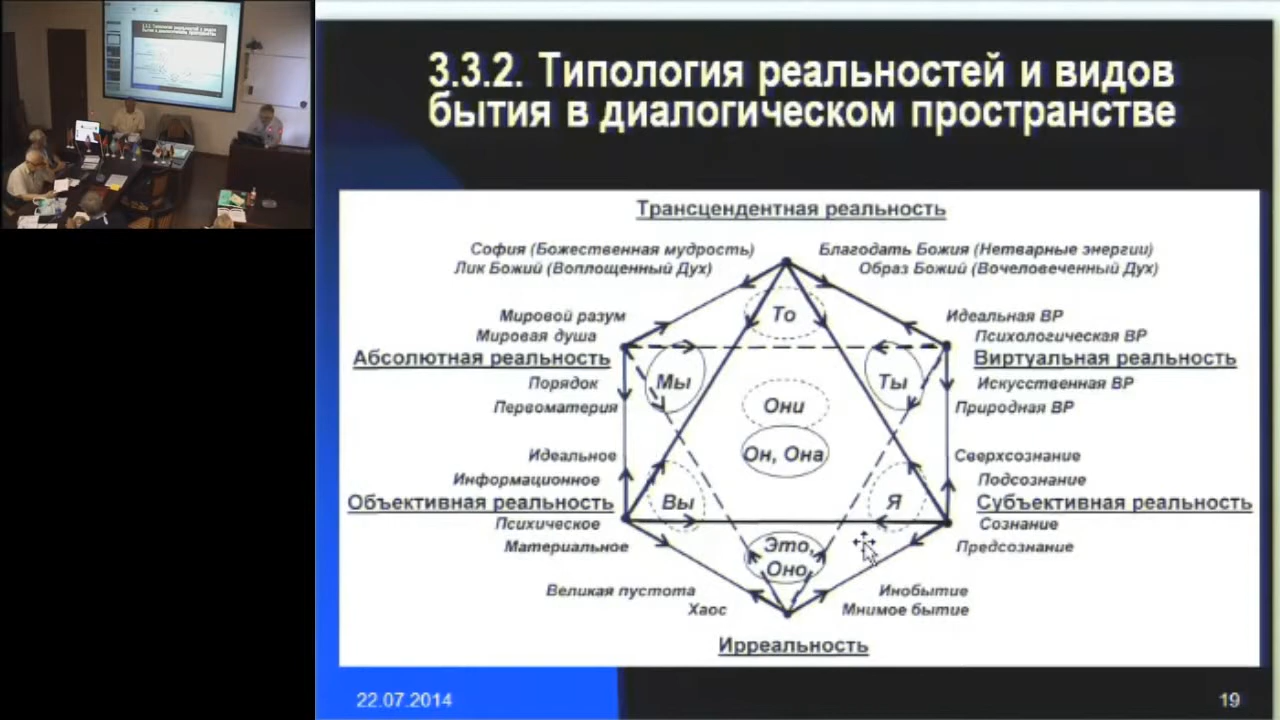 3.3.2. Типология реальностей и видов
бытия в диалогическом пространстве
Трансцендентная реальность
София (Божественная мудрость)
Лик Божий (Воплощенный Дух)
Благодать Божия (Нетварные энергии)
Образ Божий (Вочеловеченный Дух)
То
Мировой разум
Мировая душа
Абсолютная реальность
Порядок
Первоматерия
Идеальная ВР
Психологическая ВР
Виртуальная реальность
Искусственная ВР
Природная ВР
Мы
Ты
Они
Он, Она
Идеальное
Информационное
Объективная реальность
Психическое
Материальное
Сверхсознание
Подсознание
Субъективная реальность
Сознание
Предсознание
Вы
Я
Это,
Оно
Великая пустота
Хаос
Инобытие
Мнимое бытие
Ирреальность
22.07.2014
19